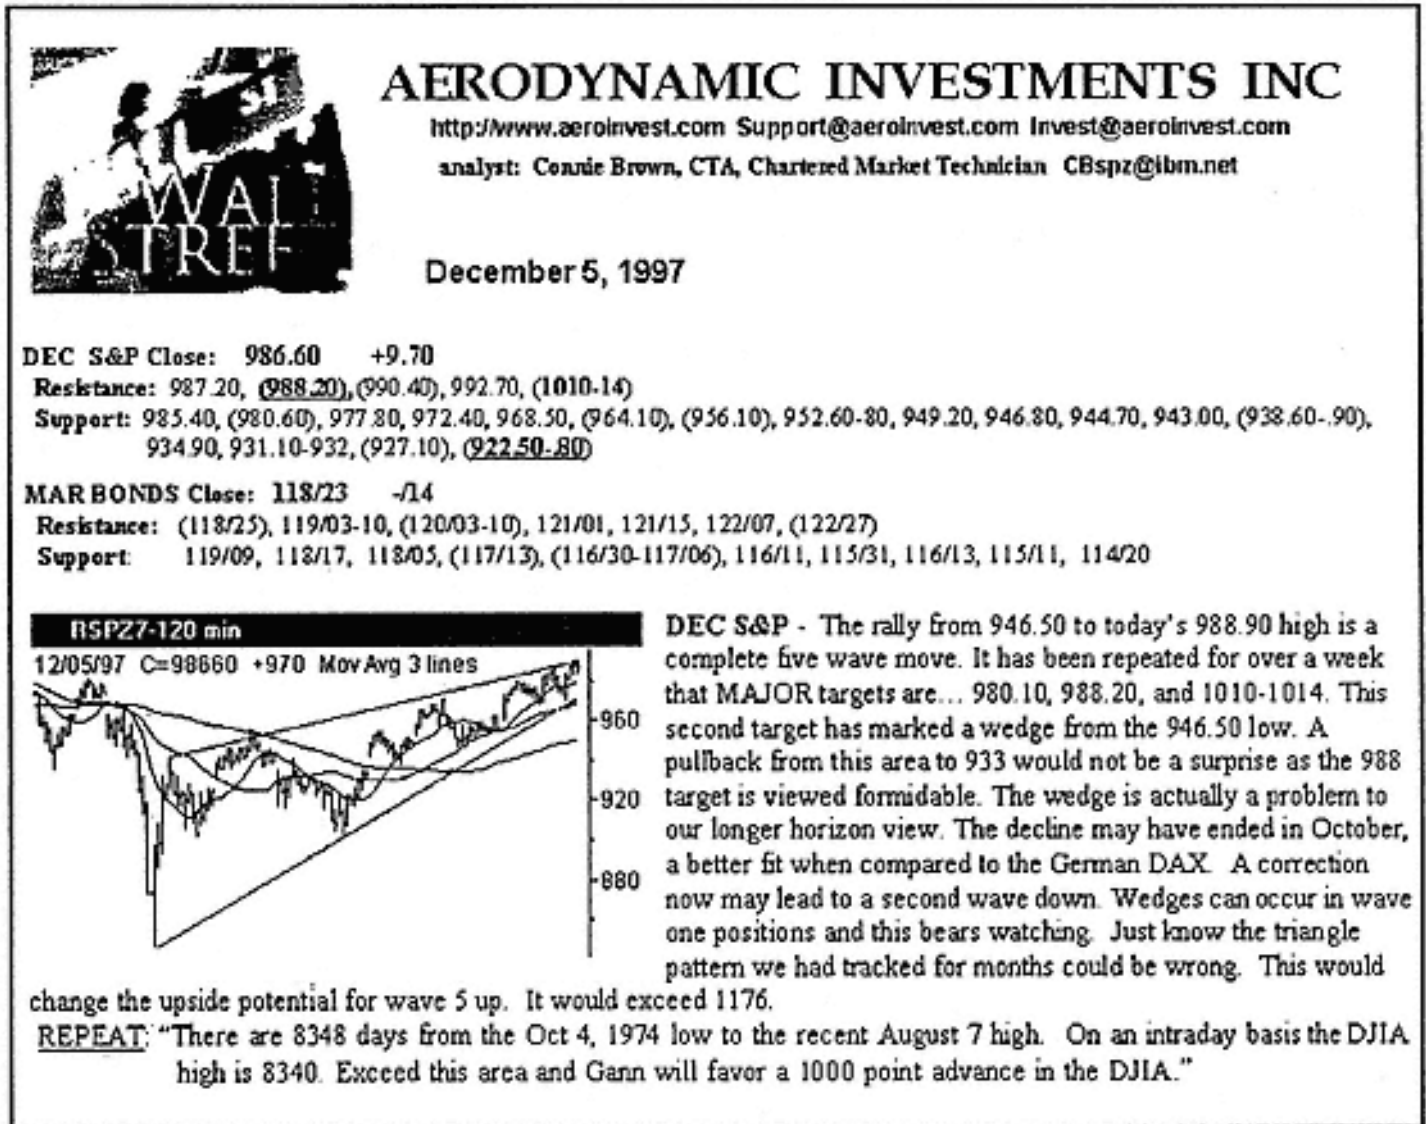 AERODYNAMIC INVESTMENTS INC
http://www.aeroinvest.com Support@aeroinvest.com Invest@aeroinvest.com
analyst: Connie Brown, CTA, Chartered Market Technician CBspz@ibm.net
WALL
STREE
December 5, 1997
DEC S&P Close: 986.60 +9.70
Resistance: 987.20, (988.20),(990.40), 992.70, (1010-14)
Support: 985.40, (980.60), 977.80, 972.40, 968.50, (964.10), (956.10), 952.60-80, 949.20, 946.80, 944.70, 943.00, (938.60-.90),
934.90, 931.10-932, (927.10), (922.50-.80)
MAR BONDS Close: 118/23 -/14
Resistance: (118/25), 119/03-10, (120/03-10), 121/01, 121/15, 122/07, (122/27)
Support: 119/09, 118/17, 118/05, (117/13), (116/30-117/06), 116/11, 115/31, 116/13, 115/11, 114/20
RSPZ7-120 min
12/05/97 C=98660 +970 Mov Avg 3 lines
960
920
880
DEC S&P - The rally from 946.50 to today's 988.90 high is a
complete five wave move. It has been repeated for over a week
that MAJOR targets are... 980.10, 988.20, and 1010-1014. This
second target has marked a wedge from the 946.50 low. A
pullback from this area to 933 would not be a surprise as the 988
target is viewed formidable. The wedge is actually a problem to
our longer horizon view. The decline may have ended in October,
a better fit when compared to the German DAX. A correction
now may lead to a second wave down. Wedges can occur in wave
one positions and this bears watching. Just know the triangle
pattern we had tracked for months could be wrong. This would
change the upside potential for wave 5 up. It would exceed 1176.
REPEAT: "There are 8348 days from the Oct 4, 1974 low to the recent August 7 high. On an intraday basis the DJIA
high is 8340. Exceed this area and Gann will favor a 1000 point advance in the DJIA."